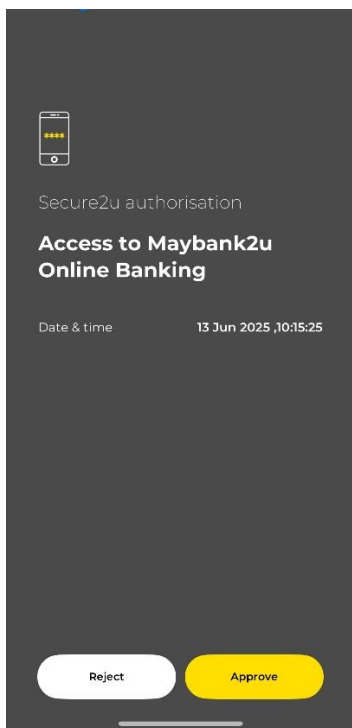 ****
Secure2u authorisation
Access to Maybank2u
Online Banking
Date & time 13 Jun 2025 ,10:15:25
Reject Approve